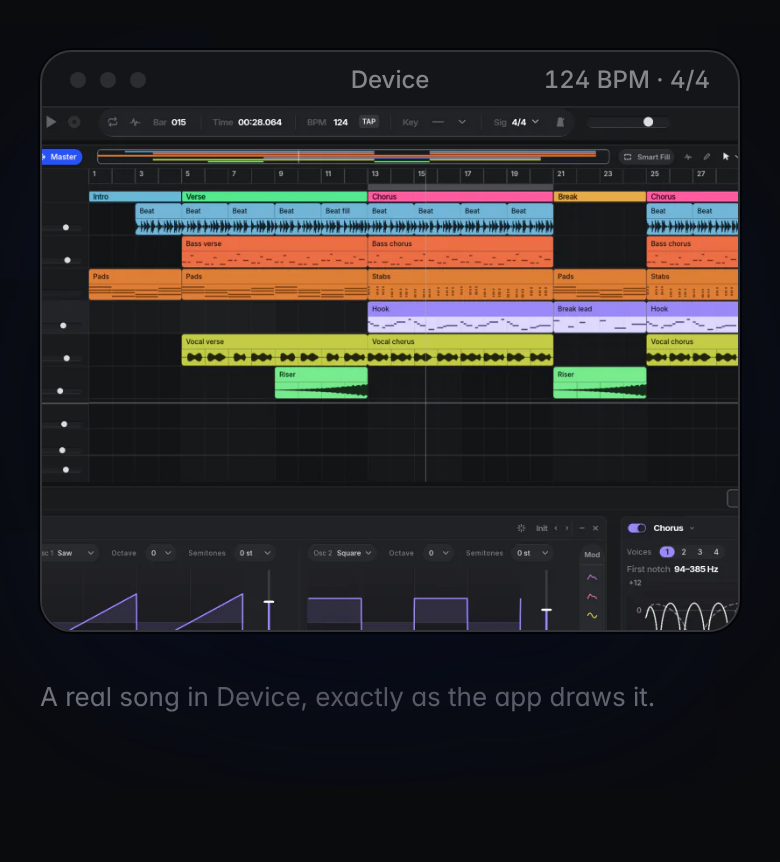 Device 124 BPM · 4/4
Bar 015 Time 00:28.064 BPM 124 TAP Key — Sig 4/4
Master Smart Fill
1 3 5 7 9 11 13 15 17 19 21 23 25 27
Intro Verse Chorus Break Chorus
Beat Beat Beat Beat Beat fill Beat Beat Beat Beat Beat Beat
Bass verse Bass chorus Bass chorus
Pads Pads Stabs Pads Stabs
Hook Break lead Hook
Vocal verse Vocal chorus Vocal chorus
Riser Riser
Init Chorus
sc 1 Saw Octave 0 Semitones 0 st Osc 2 Square Octave 0 Semitones 0 st Mod Voices 1 2 3 4
First notch 94–385 Hz
+12
0
A real song in Device, exactly as the app draws it.